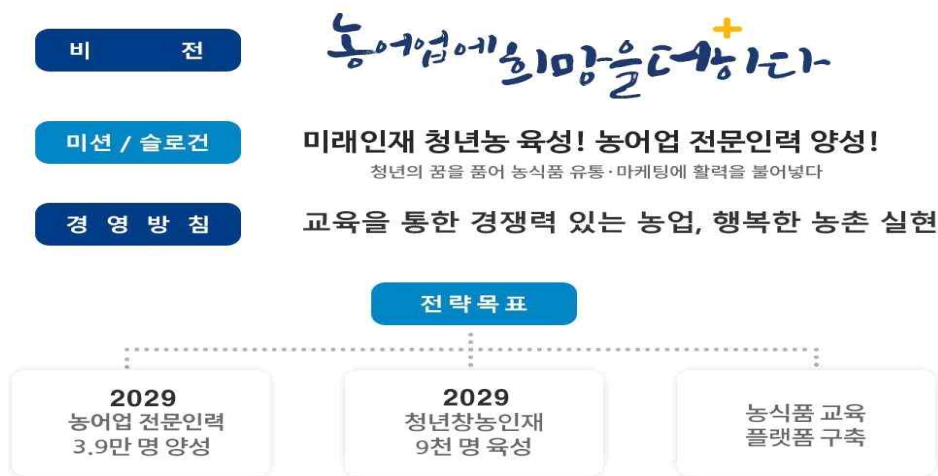 비 전
농어업에 희망을 더하다
미션 / 슬로건
미래인재 청년농 육성! 농어업 전문인력 양성!
청년의 꿈을 품어 농식품 유통·마케팅에 활력을 불어넣다
경 영 방 침
교육을 통한 경쟁력 있는 농업, 행복한 농촌 실현
전략목표
2029
농어업 전문인력
3.9만 명 양성
2029
청년창농인재
9천 명 육성
농식품 교육
플랫폼 구축